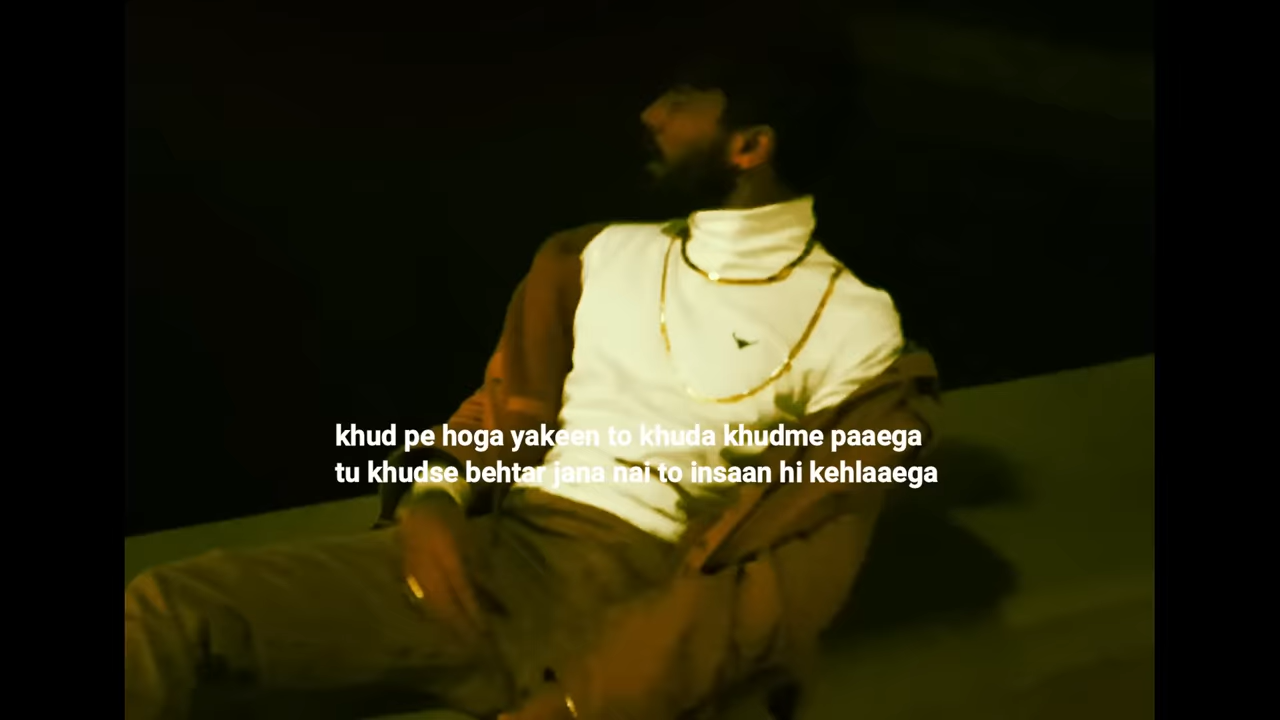 khud pe hoga yakeen to khuda khudme paaega
tu khudse behtar jana nai to insaan hi kehlaaega